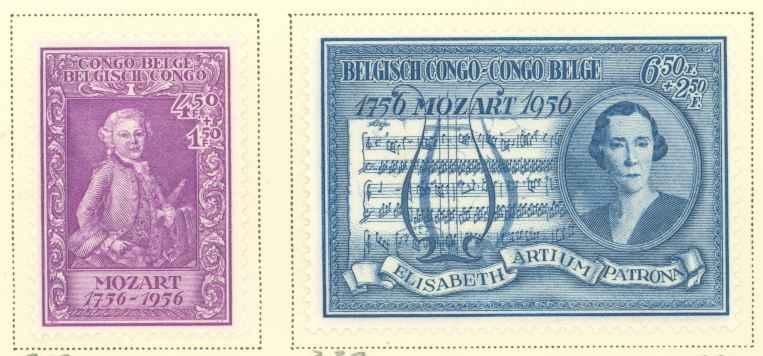 CONGO BELGE
BELGISCH CONGO
4.50
F.
+
1.50
F.
MOZART
1756-1956
BELGISCH CONGO-CONGO BELGE
6.50 F.
+2.50
F.
1756 MOZART 1956
ELISABETH ARTIUM PATRONA